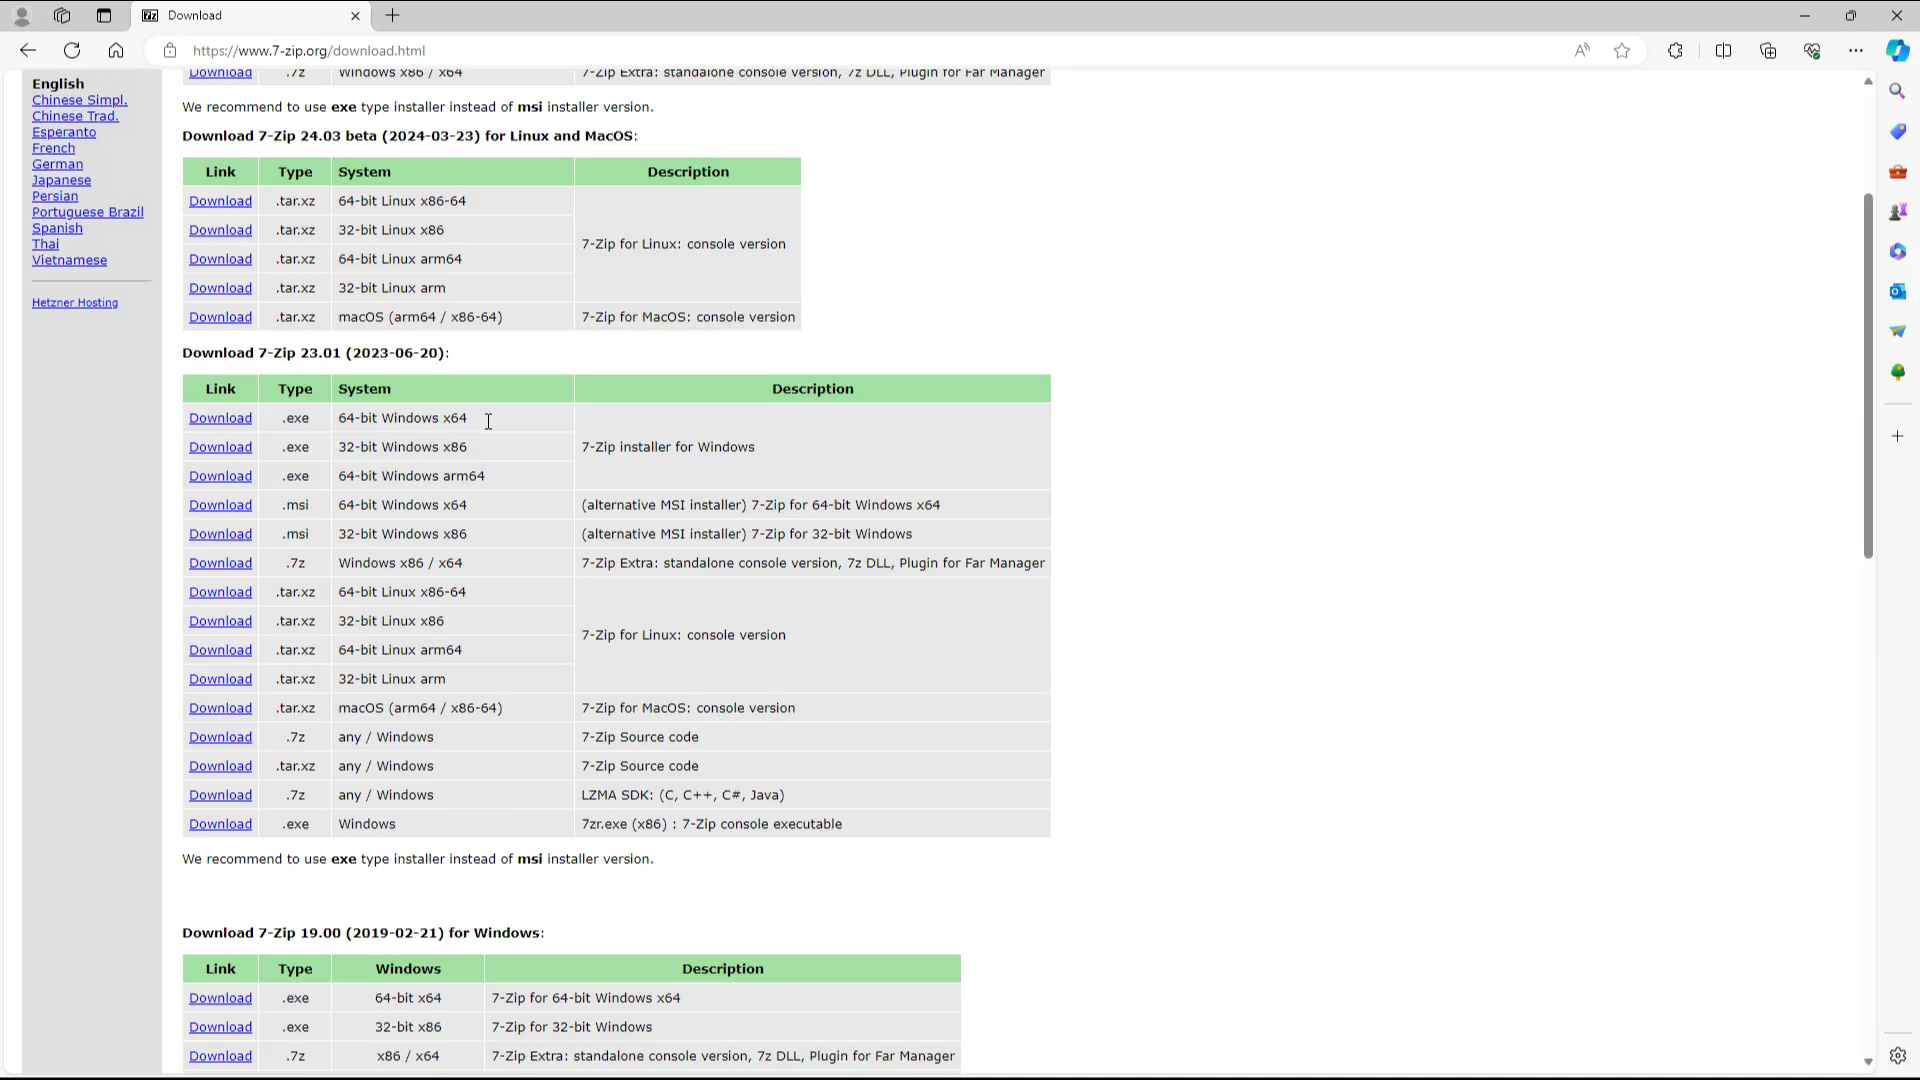 Download
https://www.7-zip.org/download.html
English
Chinese Simpl.
Chinese Trad.
Esperanto
French
German
Japanese
Persian
Portuguese Brazil
Spanish
Thai
Vietnamese
Hetzner Hosting
Download .7z Windows x86 / x64 7-Zip Extra: standalone console version, 7z DLL, Plugin for Far Manager
We recommend to use exe type installer instead of msi installer version.
Download 7-Zip 24.03 beta (2024-03-23) for Linux and MacOS:
Link Type System Description
Download .tar.xz 64-bit Linux x86-64
Download .tar.xz 32-bit Linux x86
7-Zip for Linux: console version
Download .tar.xz 64-bit Linux arm64
Download .tar.xz 32-bit Linux arm
Download .tar.xz macOS (arm64 / x86-64) 7-Zip for MacOS: console version
Download 7-Zip 23.01 (2023-06-20):
Link Type System Description
Download .exe 64-bit Windows x64
Download .exe 32-bit Windows x86 7-Zip installer for Windows
Download .exe 64-bit Windows arm64
Download .msi 64-bit Windows x64 (alternative MSI installer) 7-Zip for 64-bit Windows x64
Download .msi 32-bit Windows x86 (alternative MSI installer) 7-Zip for 32-bit Windows
Download .7z Windows x86 / x64 7-Zip Extra: standalone console version, 7z DLL, Plugin for Far Manager
Download .tar.xz 64-bit Linux x86-64
Download .tar.xz 32-bit Linux x86
7-Zip for Linux: console version
Download .tar.xz 64-bit Linux arm64
Download .tar.xz 32-bit Linux arm
Download .tar.xz macOS (arm64 / x86-64) 7-Zip for MacOS: console version
Download .7z any / Windows 7-Zip Source code
Download .tar.xz any / Windows 7-Zip Source code
Download .7z any / Windows LZMA SDK: (C, C++, C#, Java)
Download .exe Windows 7zr.exe (x86) : 7-Zip console executable
We recommend to use exe type installer instead of msi installer version.
Download 7-Zip 19.00 (2019-02-21) for Windows:
Link Type Windows Description
Download .exe 64-bit x64 7-Zip for 64-bit Windows x64
Download .exe 32-bit x86 7-Zip for 32-bit Windows
Download .7z x86 / x64 7-Zip Extra: standalone console version, 7z DLL, Plugin for Far Manager